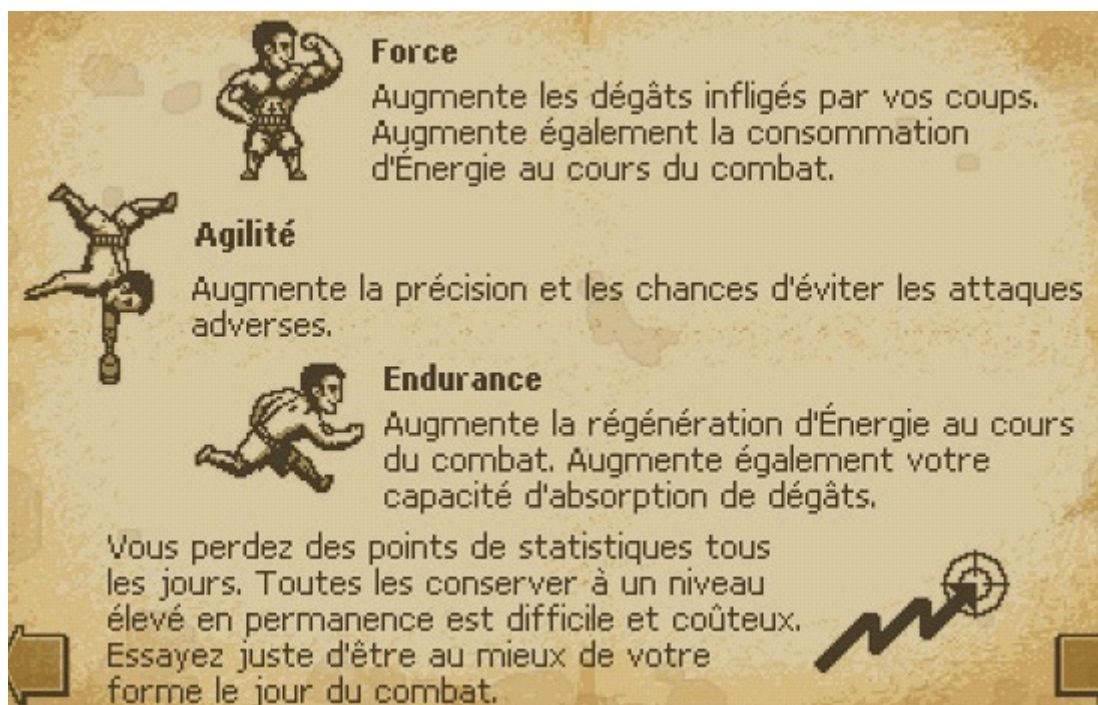 Force
Augmente les dégâts infligés par vos coups.
Augmente également la consommation
d'Énergie au cours du combat.
Agilité
Augmente la précision et les chances d'éviter les attaques
adverses.
Endurance
Augmente la régénération d'Énergie au cours
du combat. Augmente également votre
capacité d'absorption de dégâts.
Vous perdez des points de statistiques tous
les jours. Toutes les conserver à un niveau
élevé en permanence est difficile et coûteux.
Essayez juste d'être au mieux de votre
forme le jour du combat.